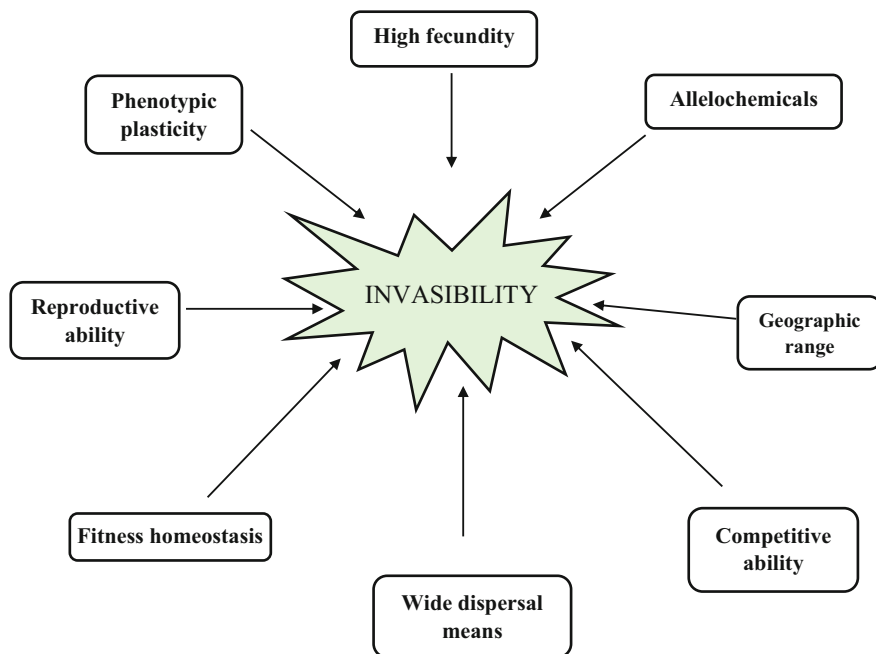 High fecundity
Phenotypic
plasticity
Allelochemicals
INVASIBILITY
Reproductive
ability
Geographic
range
Fitness homeostasis
Competitive
ability
Wide dispersal
means